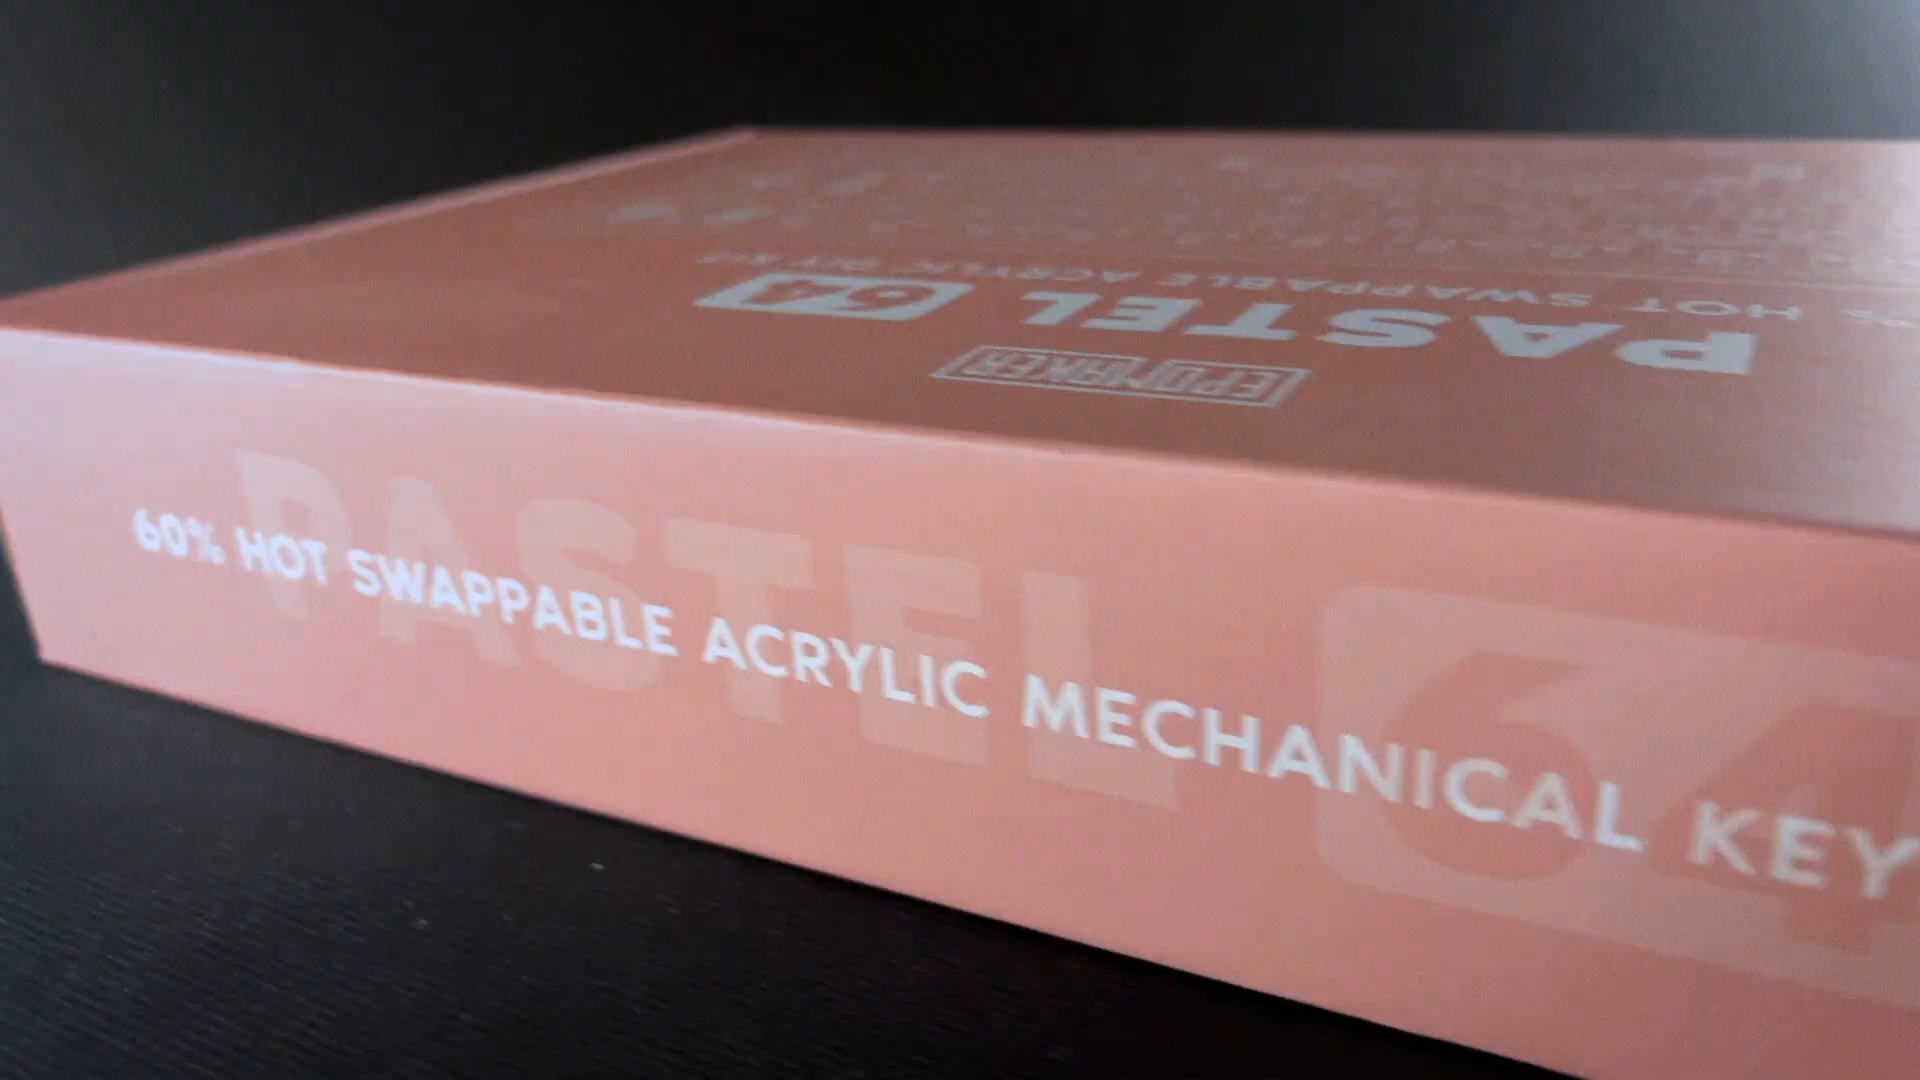 % HOT SWAPPABLE ACRYLIC DIY KIT
PASTEL 64
EPOMAKER
PASTEL 64
60% HOT SWAPPABLE ACRYLIC MECHANICAL KEY